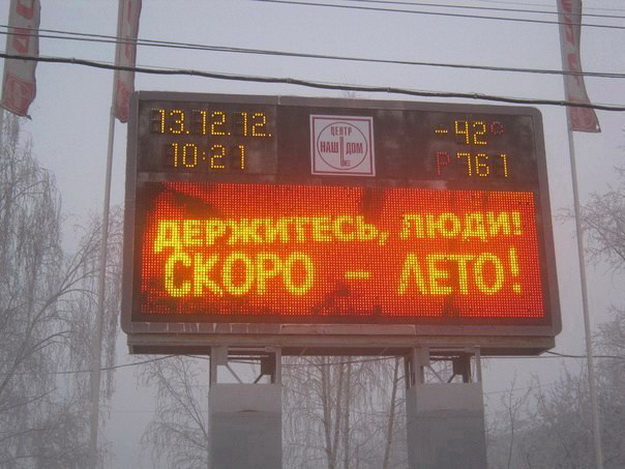 13.12.12.
10:21
ЦЕНТР
НАШ ДОМ
-42°
P 761
ДЕРЖИТЕСЬ, ЛЮДИ!
СКОРО - ЛЕТО!